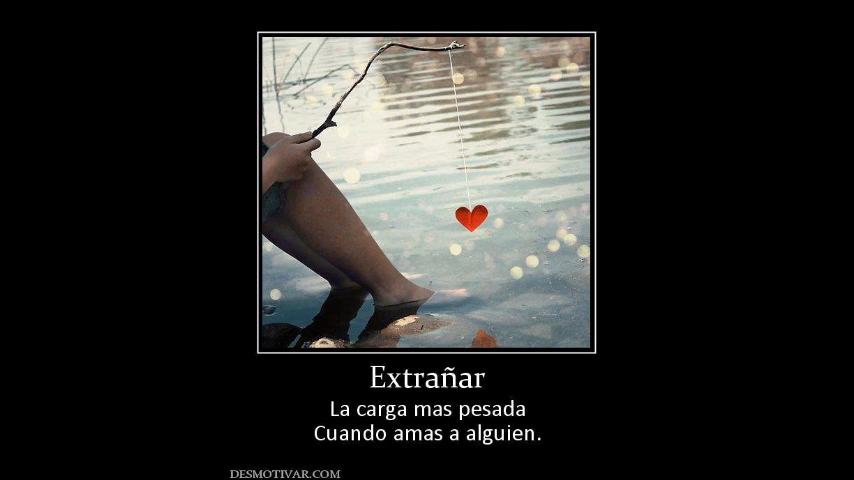 Extrañar
La carga mas pesada
Cuando amas a alguien.
DESMOTIVAR.COM